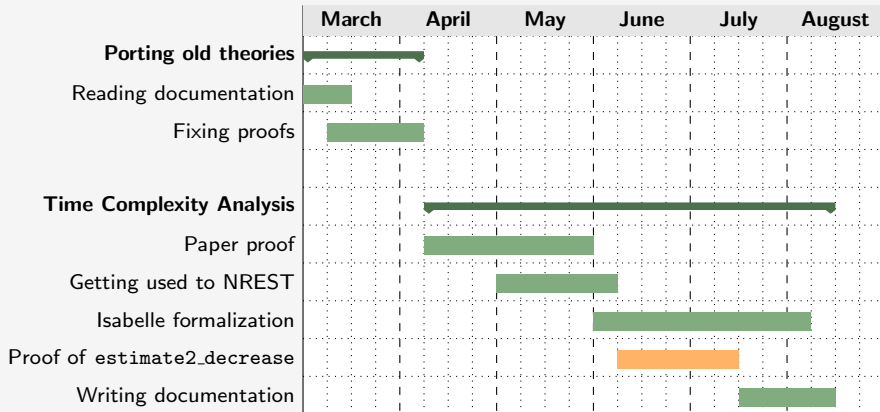 March April May June July August
Porting old theories
Reading documentation
Fixing proofs
Time Complexity Analysis
Paper proof
Getting used to NREST
Isabelle formalization
Proof of estimate2_decrease
Writing documentation